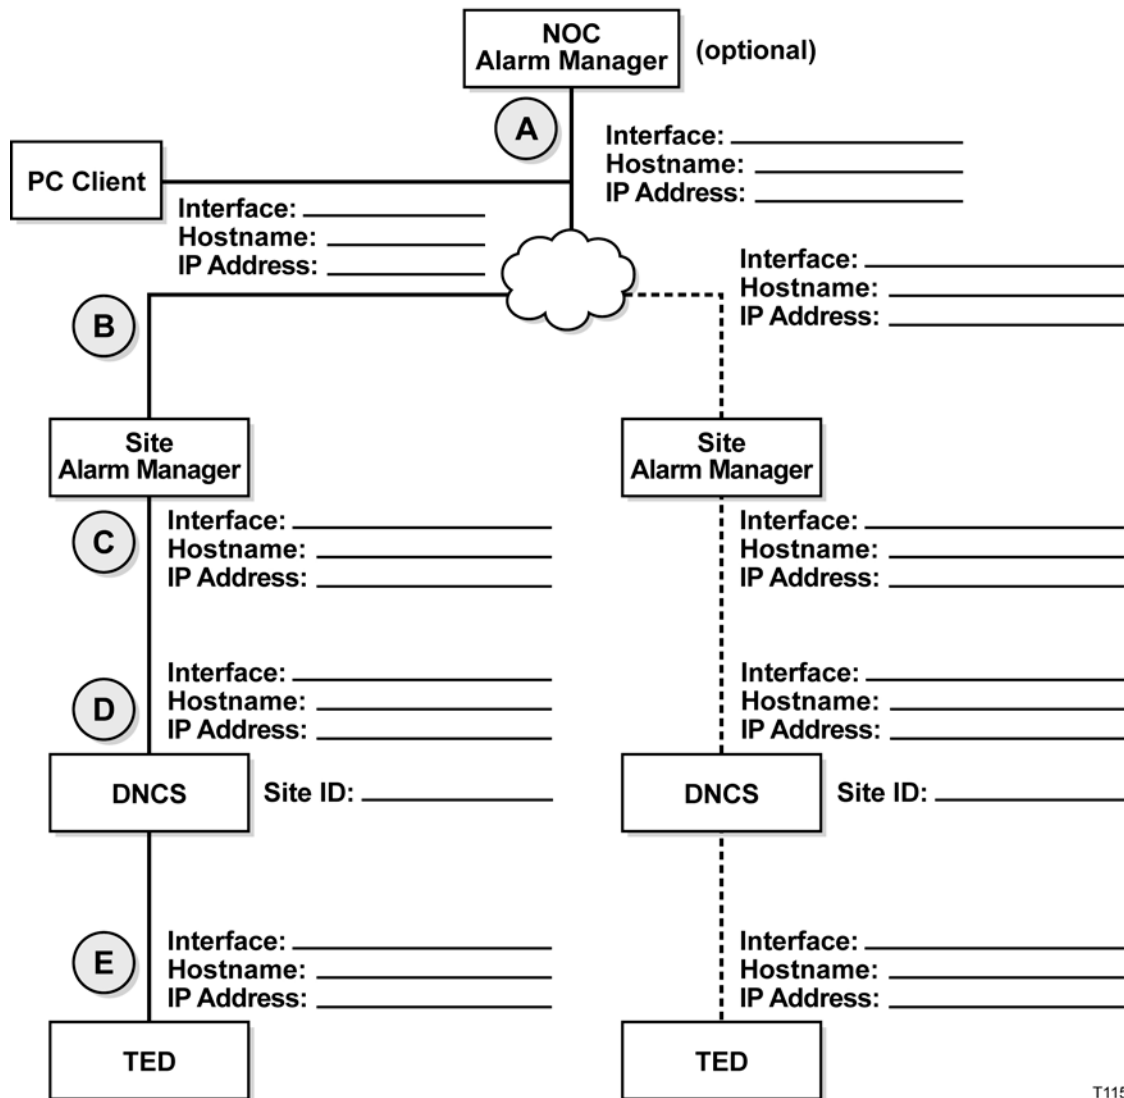 NOC
Alarm Manager
(optional)
A
Interface:
Hostname:
IP Address:
PC Client
Interface:
Hostname:
IP Address:
Interface:
Hostname:
IP Address:
B
Site
Alarm Manager
Site
Alarm Manager
C
Interface:
Hostname:
IP Address:
Interface:
Hostname:
IP Address:
D
Interface:
Hostname:
IP Address:
Interface:
Hostname:
IP Address:
DNCS
Site ID:
DNCS
Site ID:
E
Interface:
Hostname:
IP Address:
Interface:
Hostname:
IP Address:
TED
TED
T115